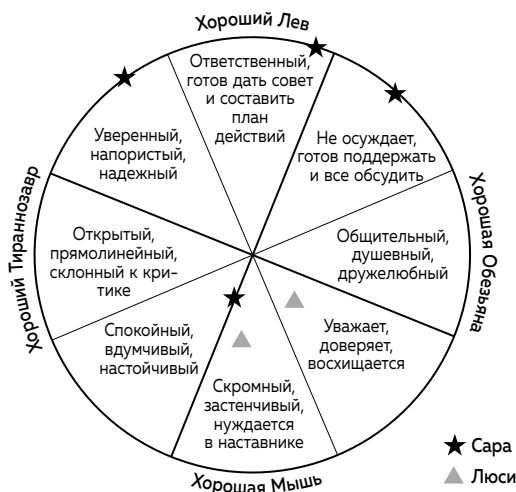 Хороший Лев
Ответственный,
готов дать совет
и составить
план
действий
Уверенный,
напористый,
надежный
Не осуждает,
готов поддержать
и все обсудить
Хороший Тираннозавр
Хорошая Обезьяна
Открытый,
прямолинейный,
склонный к кри-
тике
Общительный,
душевный,
дружелюбный
Спокойный,
вдумчивый,
настойчивый
Уважает,
доверяет,
восхищается
Скромный,
застенчивый,
нуждается
в наставнике
Хорошая Мышь
Сара
Люси